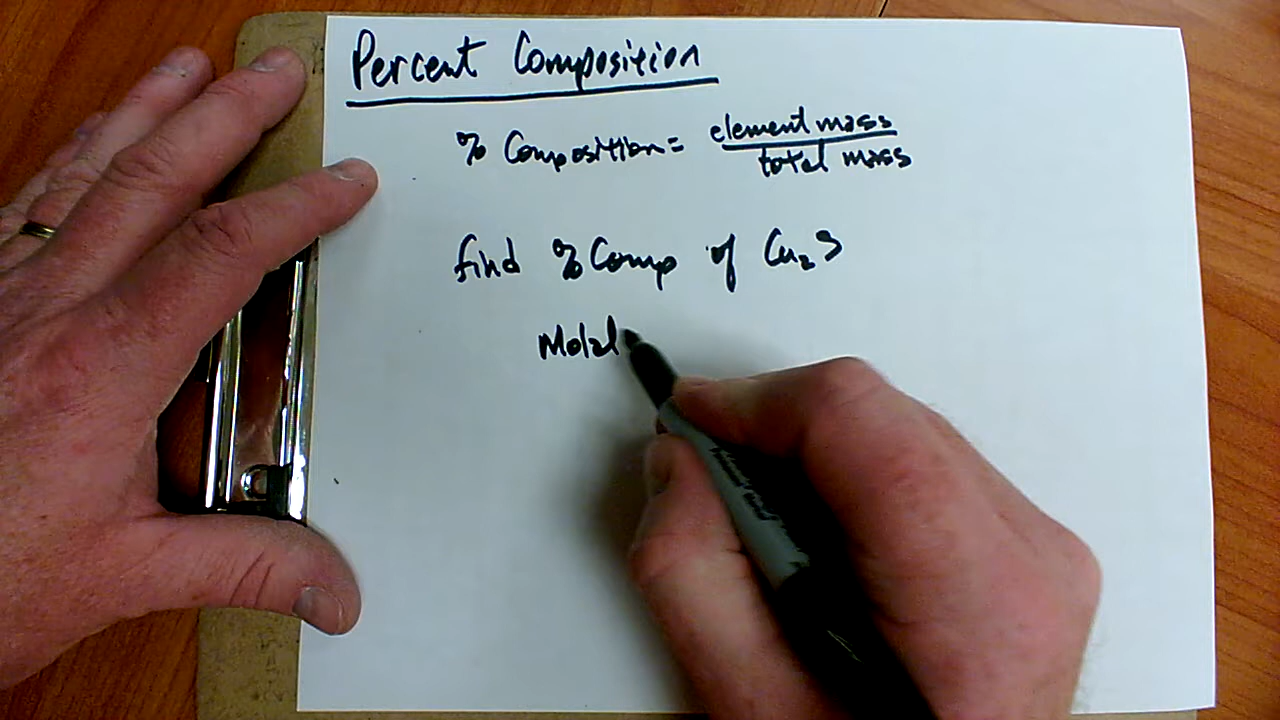 Percent Composition
% Composition = element mass
total mass
find % Comp of Cu₂S
Molal